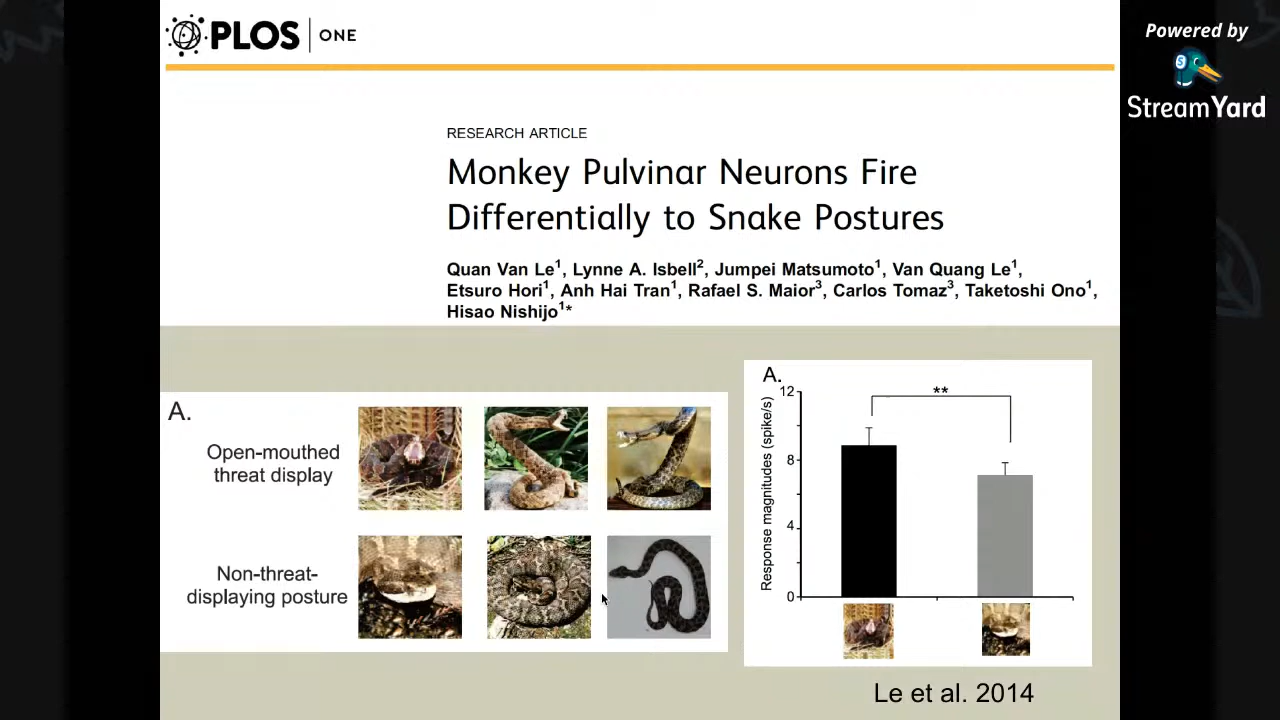 PLOS ONE
Powered by
StreamYard
RESEARCH ARTICLE
Monkey Pulvinar Neurons Fire
Differentially to Snake Postures
Quan Van Le1, Lynne A. Isbell2, Jumpei Matsumoto1, Van Quang Le1,
Etsuro Hori1, Anh Hai Tran1, Rafael S. Maior3, Carlos Tomaz3, Taketoshi Ono1,
Hisao Nishijo1*
A.
Open-mouthed
threat display
Non-threat-
displaying posture
A.
**
Response magnitudes (spike/s)
12
8
4
0
Le et al. 2014